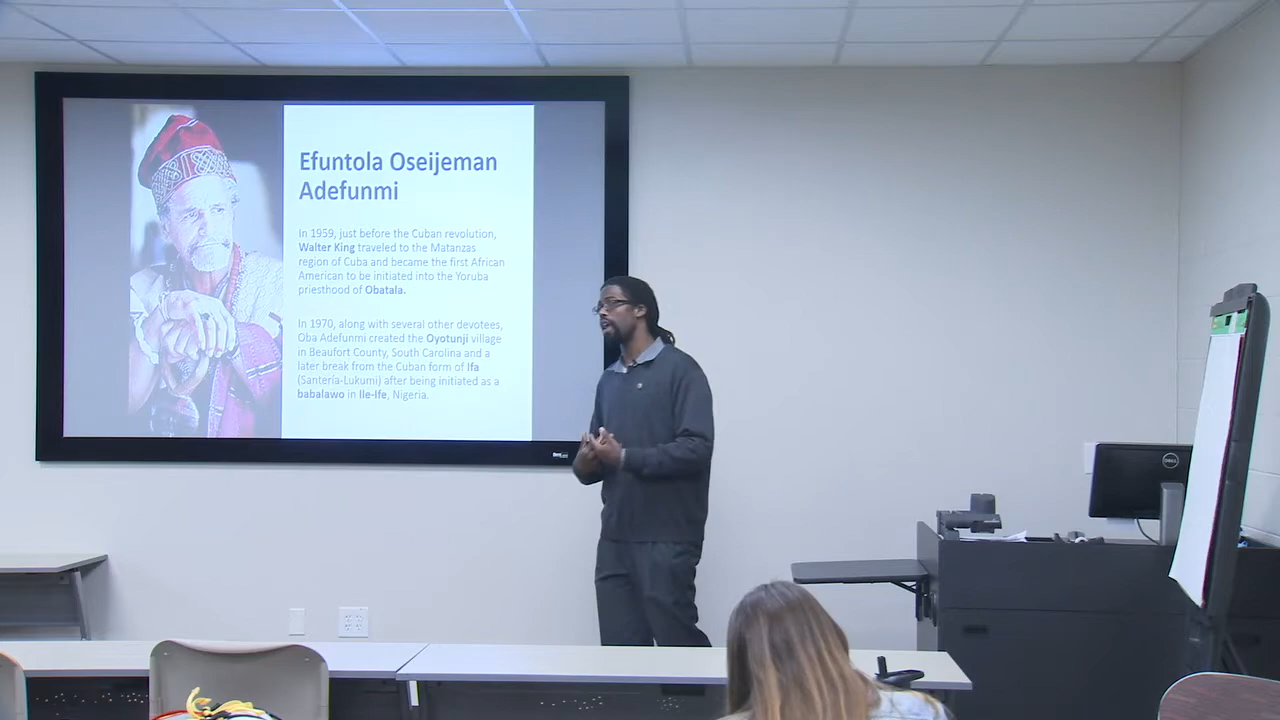 Efuntola Oseijeman
Adefunmi
In 1959, just before the Cuban revolution,
Walter King traveled to the Matanzas
region of Cuba and became the first African
American to be initiated into the Yoruba
priesthood of Obatala.
In 1970, along with several other devotees,
Oba Adefunmi created the Oyotunji village
in Beaufort County, South Carolina and a
later break from the Cuban form of Ifa
(Santería-Lukumi) after being initiated as a
babalawo in Ile-Ife, Nigeria.
DELL